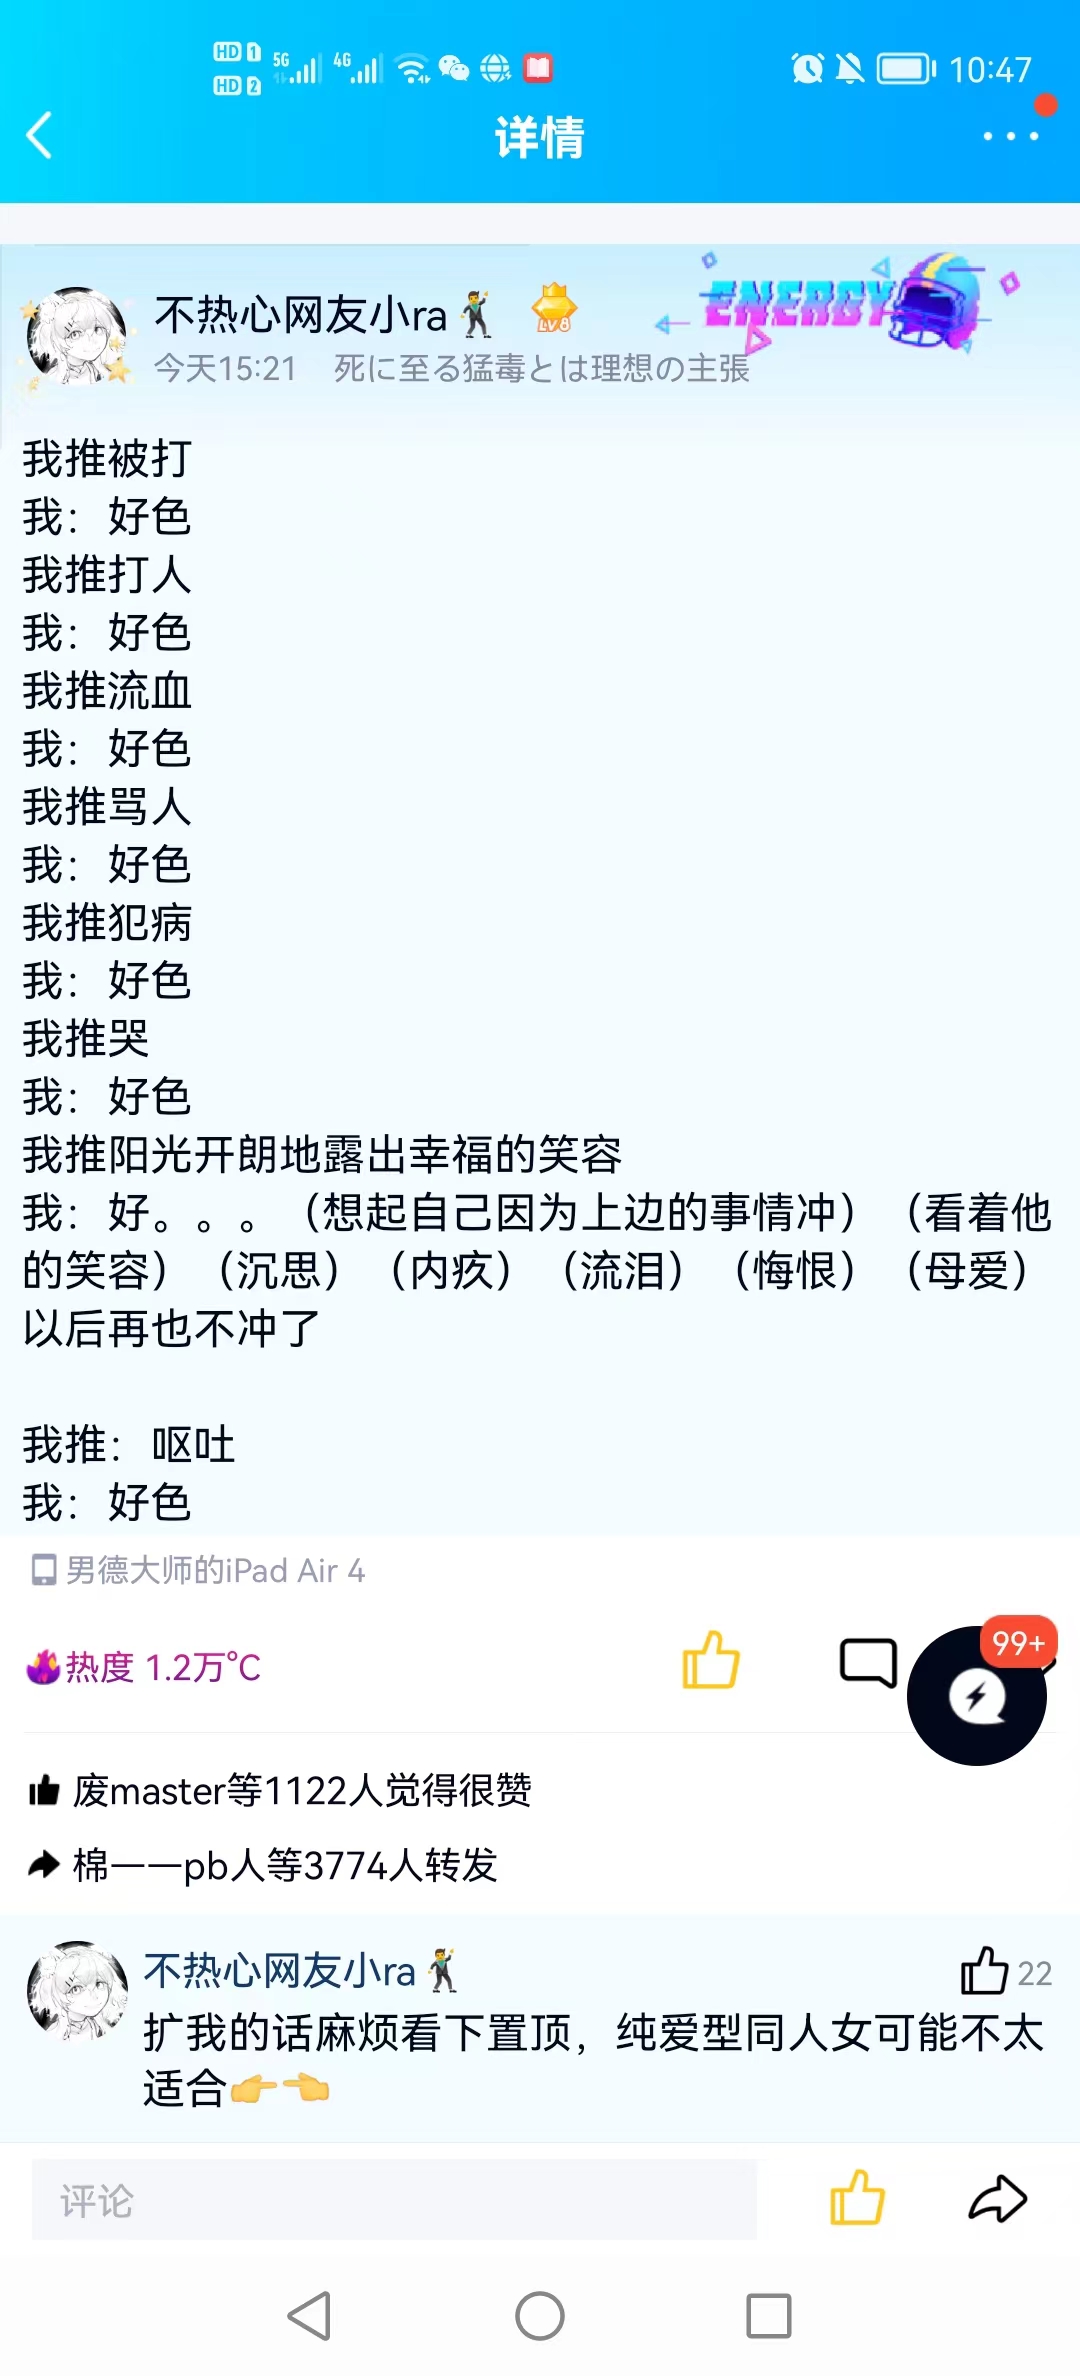 HD 1 5G 4G 10:47
HD 2
详情
不热心网友小ra LV8 ENERGY
今天15:21 死に至る猛毒とは理想の主張
我推被打
我：好色
我推打人
我：好色
我推流血
我：好色
我推骂人
我：好色
我推犯病
我：好色
我推哭
我：好色
我推阳光开朗地露出幸福的笑容
我：好。。。（想起自己因为上边的事情冲）（看着他
的笑容）（沉思）（内疚）（流泪）（悔恨）（母爱）
以后再也不冲了
我推：呕吐
我：好色
男德大师的iPad Air 4
热度 1.2万°C
99+
废master等1122人觉得很赞
棉一一pb人等3774人转发
不热心网友小ra 22
扩我的话麻烦看下置顶，纯爱型同人女可能不太
适合👉👈
评论